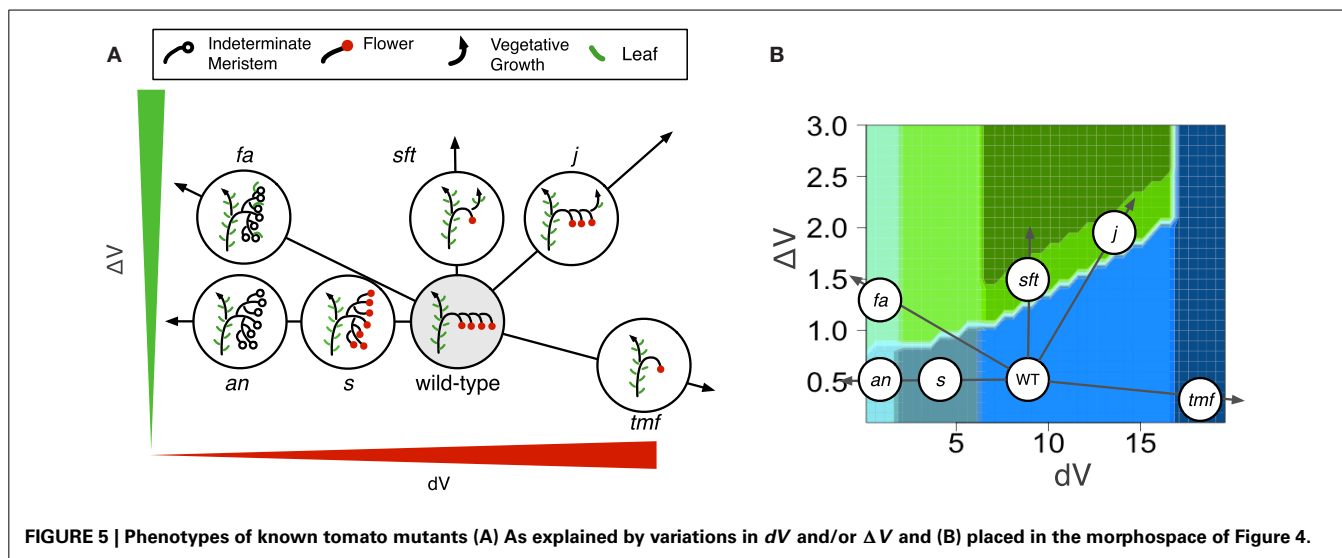 A
Indeterminate Meristem
Flower
Vegetative Growth
Leaf
ΔV
fa
sft
j
an
s
wild-type
tmf
dV
B
3.0
2.5
2.0
1.5
1.0
0.5
ΔV
j
sft
fa
an
s
WT
tmf
5
10
15
dV
FIGURE 5 | Phenotypes of known tomato mutants (A) As explained by variations in dV and/or Δ V and (B) placed in the morphospace of Figure 4.